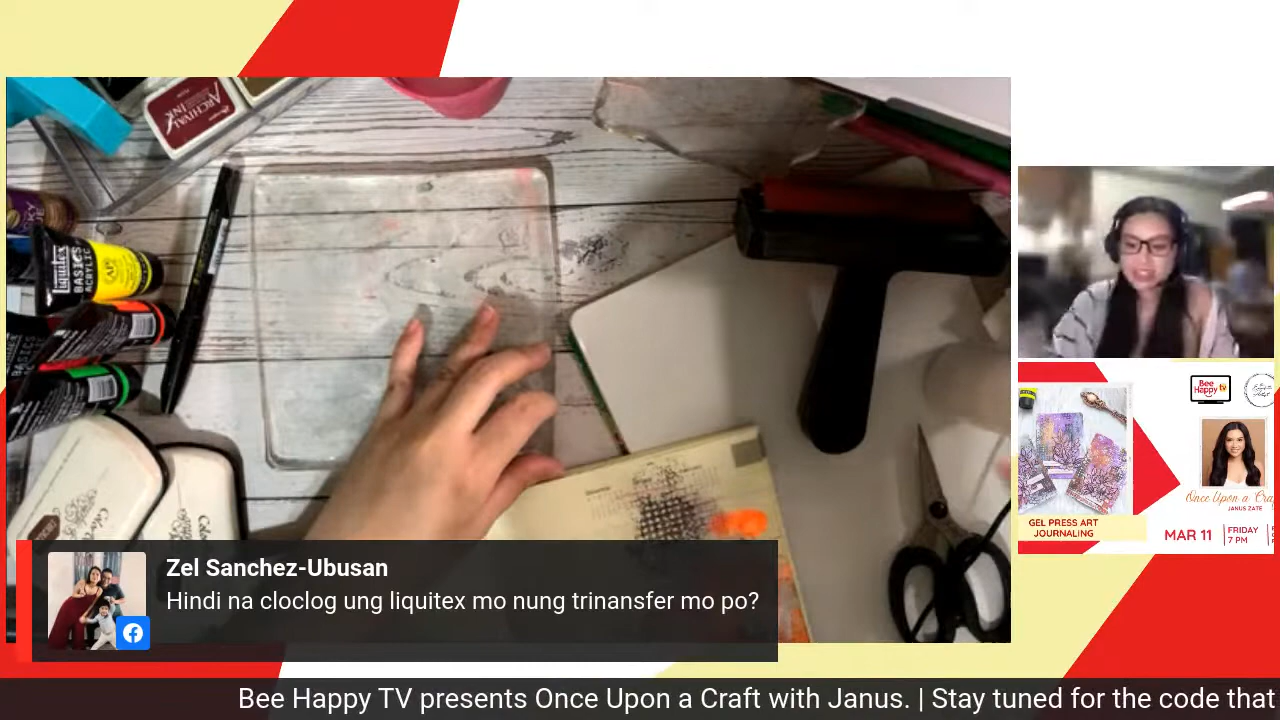 ARCHIVAL
INK
Liquitex
BASICS
ACRYLIC
Bee
Happy
tv
Once Upon a Cra
JANUS ZATE
GEL PRESS ART
JOURNALING
MAR 11
FRIDAY
7 PM
Zel Sanchez-Ubusan
Hindi na cloclog ung liquitex mo nung trinansfer mo po?
Bee Happy TV presents Once Upon a Craft with Janus. | Stay tuned for the code that